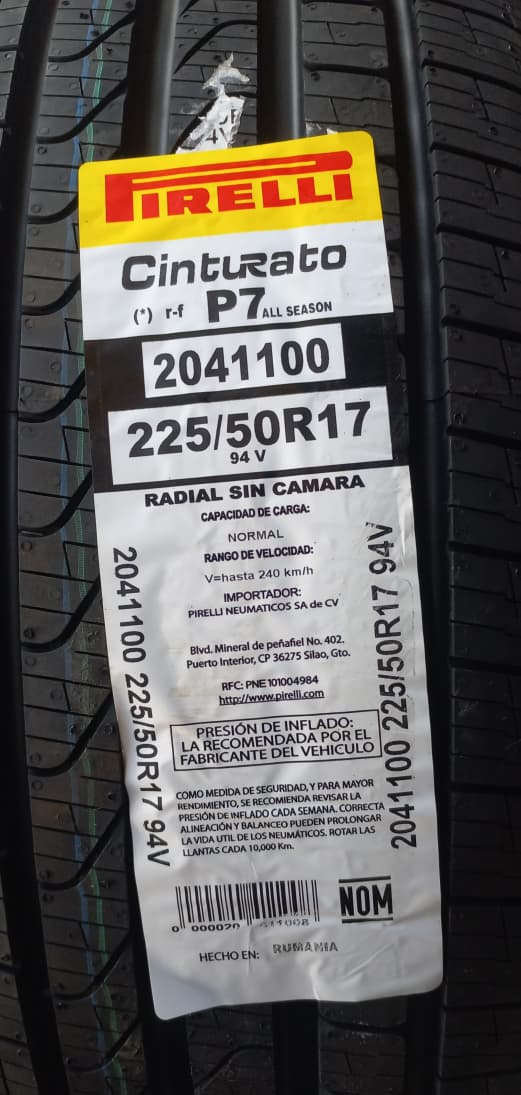 4V
PIRELLI
Cinturato
(*) r-f P7 ALL SEASON
2041100
225/50R17
94 V
RADIAL SIN CAMARA
CAPACIDAD DE CARGA:
NORMAL
RANGO DE VELOCIDAD:
V=hasta 240 km/h
IMPORTADOR:
PIRELLI NEUMATICOS SA de CV
Blvd. Mineral de peñafiel No. 402.
Puerto Interior, CP 36275 Silao, Gto.
RFC: PNE101004984
http://www.pirelli.com
PRESIÓN DE INFLADO:
LA RECOMENDADA POR EL
FABRICANTE DEL VEHICULO
COMO MEDIDA DE SEGURIDAD, Y PARA MAYOR
RENDIMIENTO, SE RECOMIENDA REVISAR LA
PRESIÓN DE INFLADO CADA SEMANA. CORRECTA
ALINEACIÓN Y BALANCEO PUEDEN PROLONGAR
LA VIDA UTIL DE LOS NEUMÁTICOS. ROTAR LAS
LLANTAS CADA 10,000 Km.
2041100 225/50R17 94V
2041100 225/50R17 94V
0 000020 411008
NOM
HECHO EN: RUMANIA